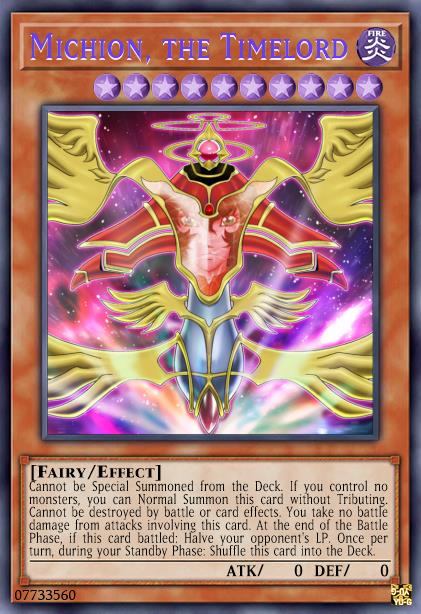 Michion, the Timelord
FIRE
炎
[Fairy/Effect]
Cannot be Special Summoned from the Deck. If you control no
monsters, you can Normal Summon this card without Tributing.
Cannot be destroyed by battle or card effects. You take no battle
damage from attacks involving this card. At the end of the Battle
Phase, if this card battled: Halve your opponent's LP. Once per
turn, during your Standby Phase: Shuffle this card into the Deck.
ATK/ 0 DEF/ 0
07733560